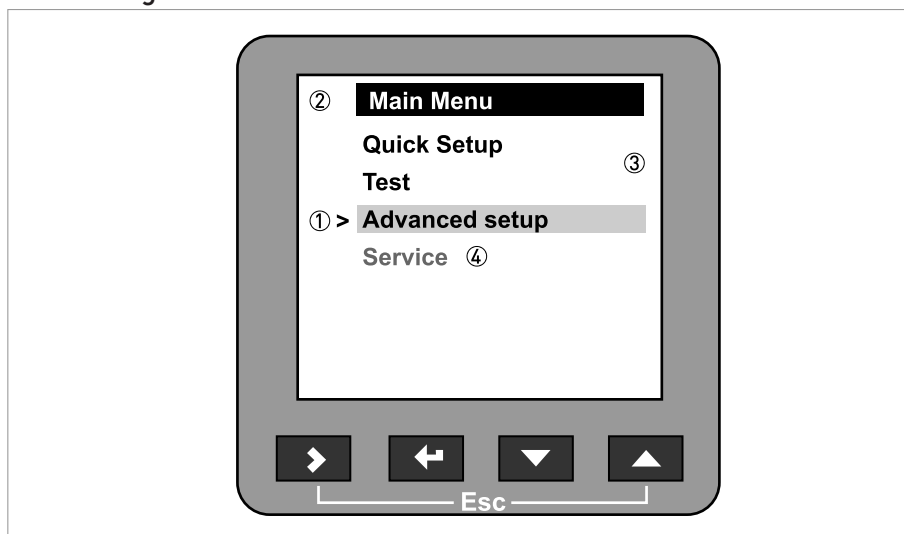 ② Main Menu
Quick Setup
③
Test
① > Advanced setup
Service ④
Esc